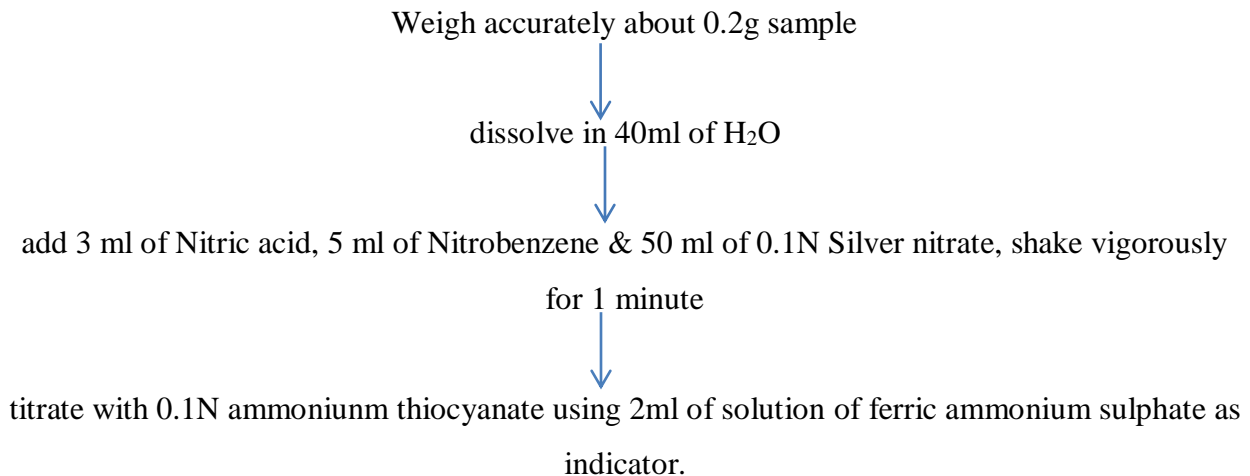 Weigh accurately about 0.2g sample
dissolve in 40ml of H₂O
add 3 ml of Nitric acid, 5 ml of Nitrobenzene & 50 ml of 0.1N Silver nitrate, shake vigorously
for 1 minute
titrate with 0.1N ammoniunm thiocyanate using 2ml of solution of ferric ammonium sulphate as
indicator.